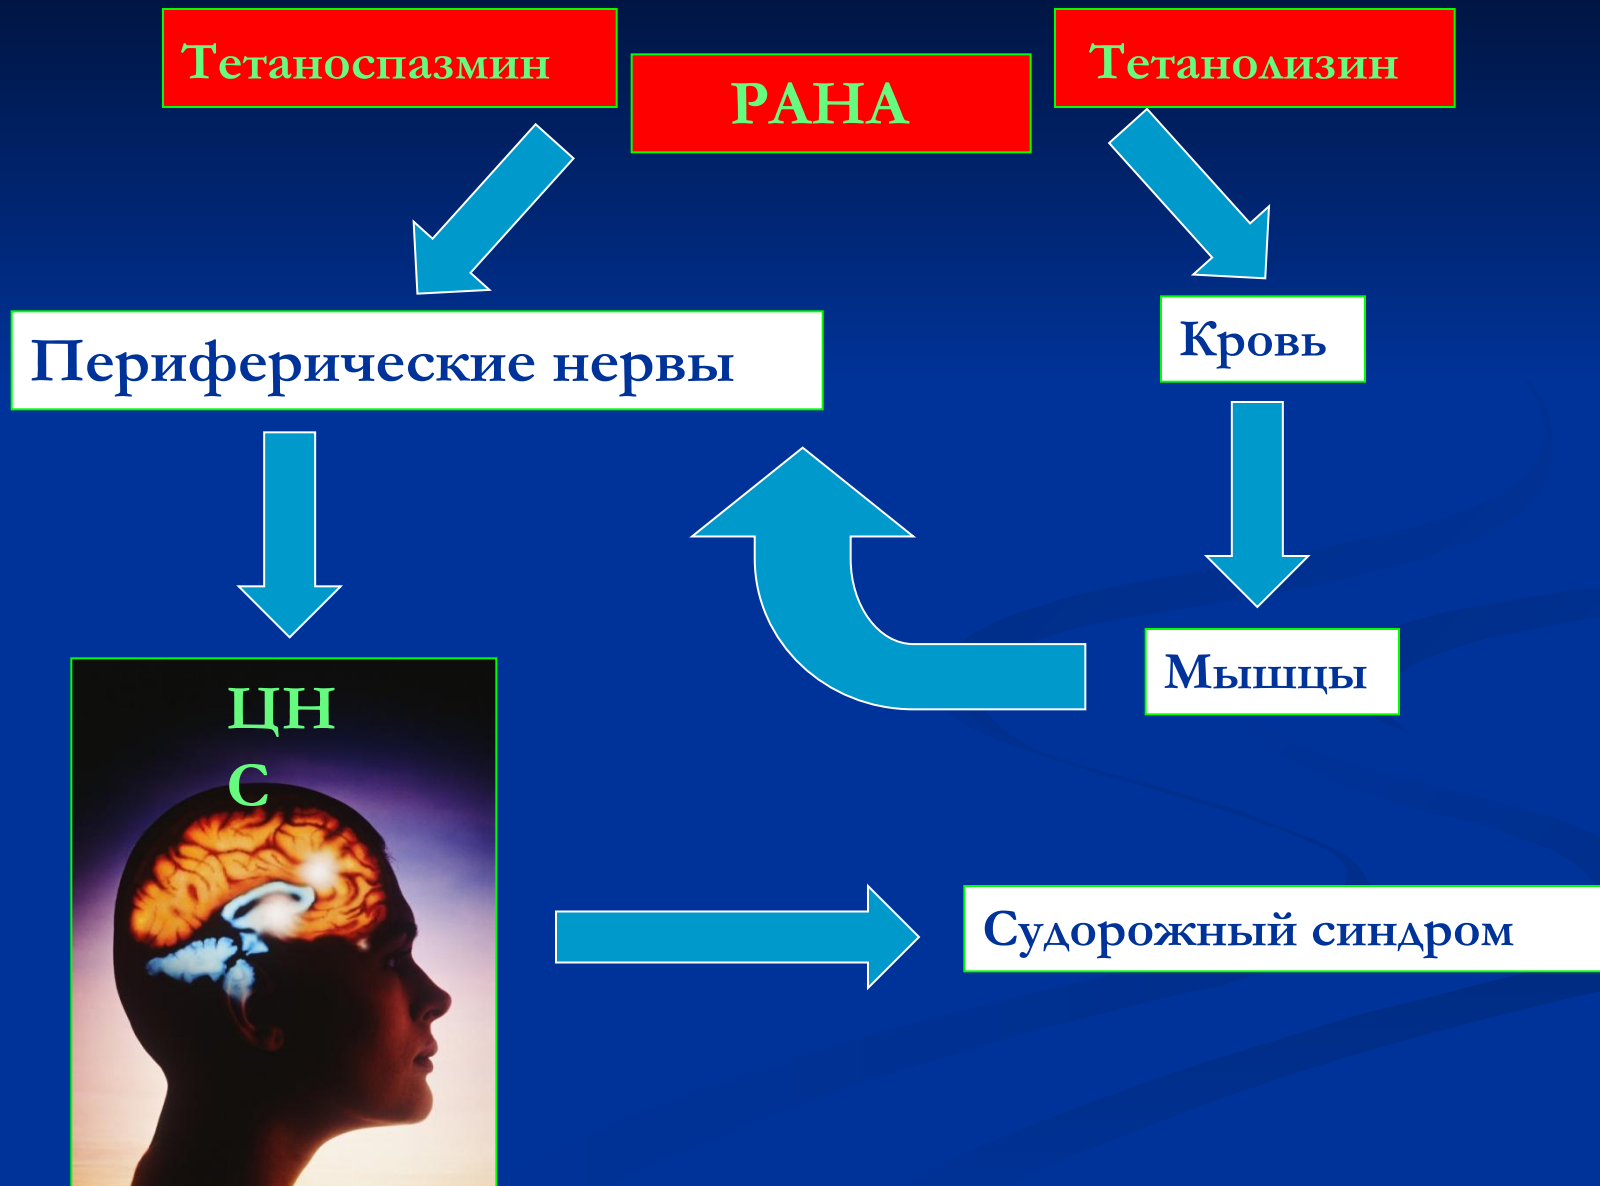 Тетаноспазмин
РАНА
Тетанолизин
Периферические нервы
Кровь
Мышцы
ЦН
С
Судорожный синдром